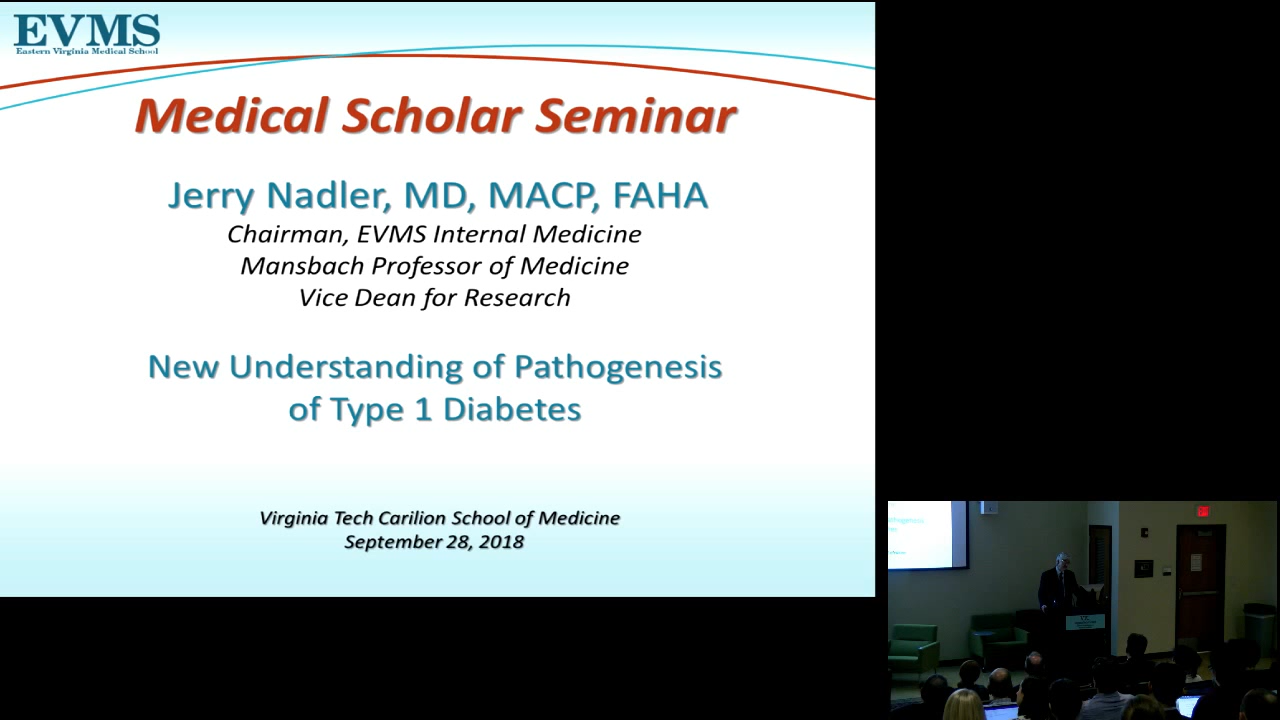 EVMS
Eastern Virginia Medical School
Medical Scholar Seminar
Jerry Nadler, MD, MACP, FAHA
Chairman, EVMS Internal Medicine
Mansbach Professor of Medicine
Vice Dean for Research
New Understanding of Pathogenesis
of Type 1 Diabetes
Virginia Tech Carilion School of Medicine
September 28, 2018